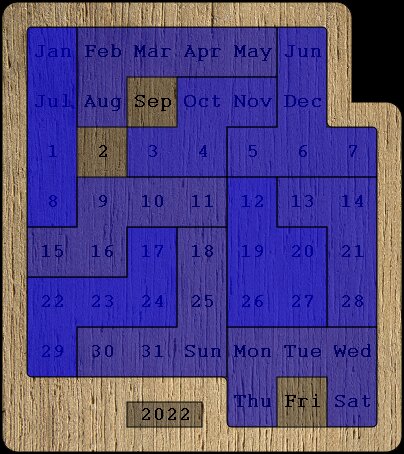 Jan Feb Mar Apr May Jun
Jul Aug Sep Oct Nov Dec
1 2 3 4 5 6 7
8 9 10 11 12 13 14
15 16 17 18 19 20 21
22 23 24 25 26 27 28
29 30 31 Sun Mon Tue Wed
Thu Fri Sat
2022